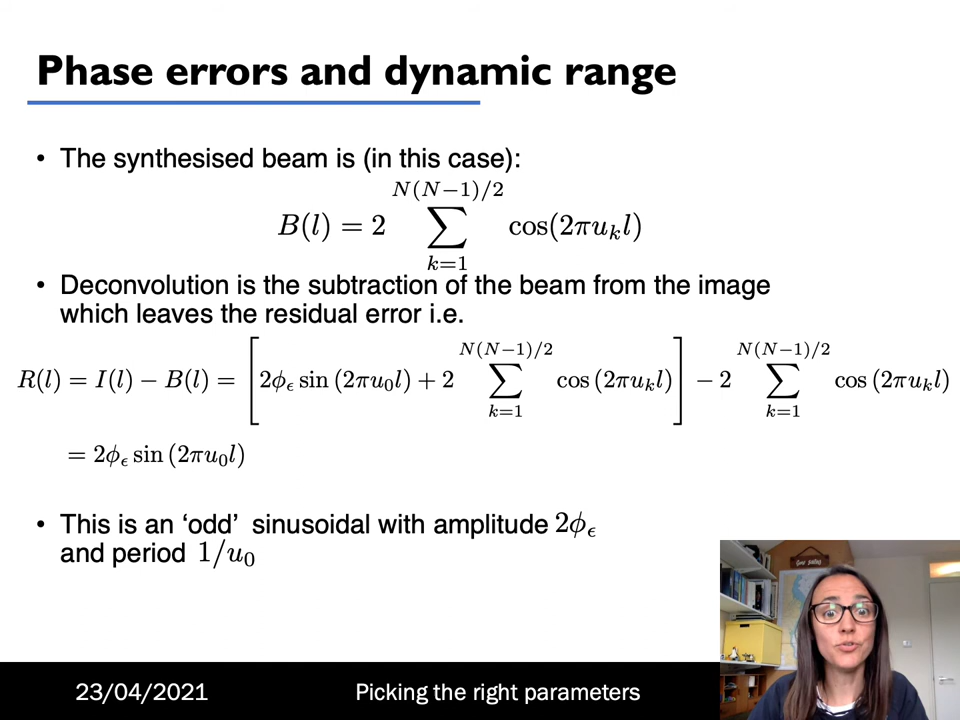 Phase errors and dynamic range
• The synthesised beam is (in this case):
B(l) = 2 \sum_{k=1}^{N(N-1)/2} cos(2πu_k l)
• Deconvolution is the subtraction of the beam from the image
which leaves the residual error i.e.
R(l) = I(l) − B(l) = [2φ_ε sin (2πu_0 l) + 2 \sum_{k=1}^{N(N-1)/2} cos (2πu_k l)] − 2 \sum_{k=1}^{N(N-1)/2} cos (2πu_k l)
= 2φ_ε sin (2πu_0 l)
• This is an ‘odd’ sinusoidal with amplitude 2φ_ε
and period 1/u_0
23/04/2021
Picking the right parameters